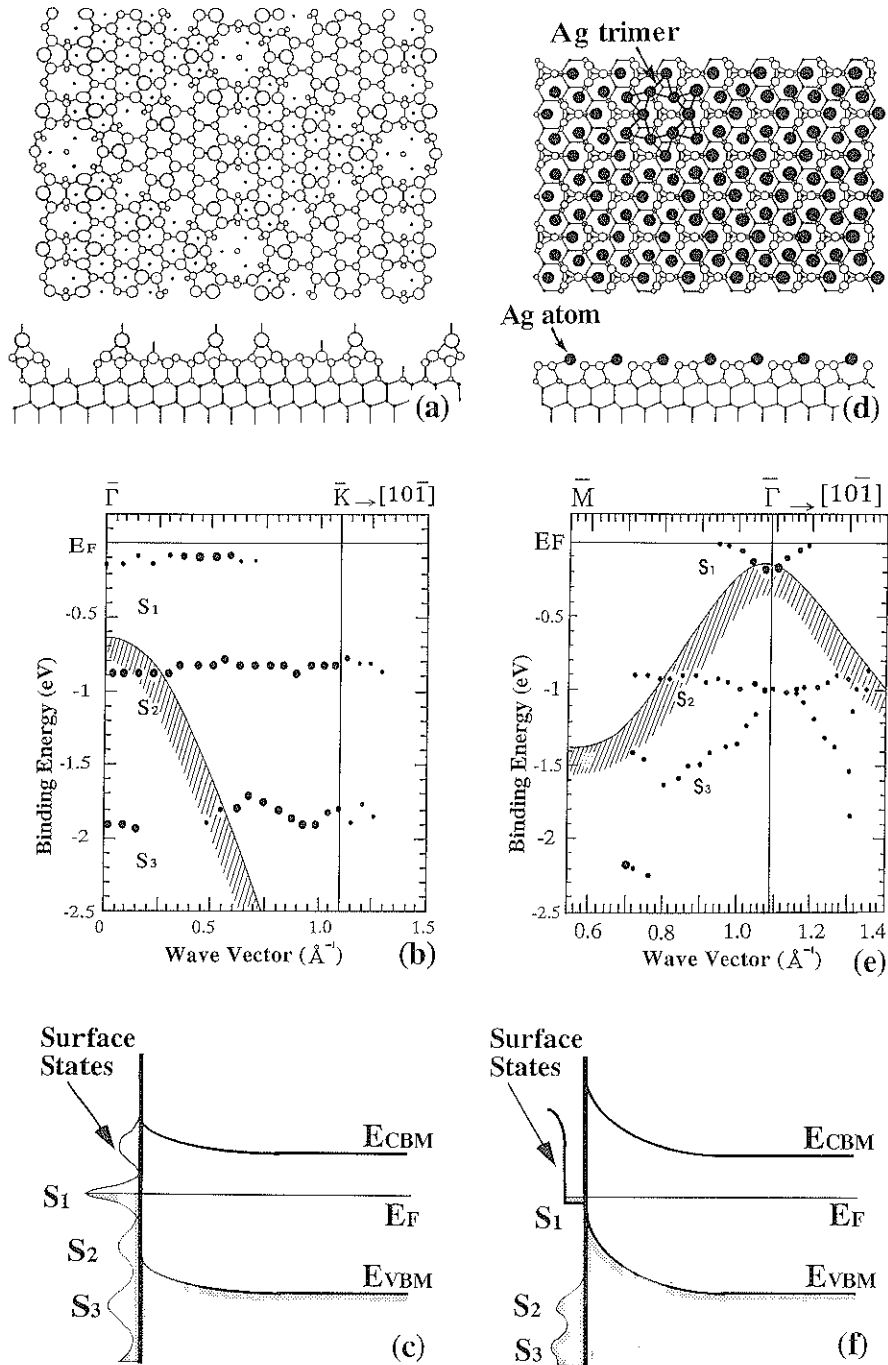 Ag trimer
(a)
Ag atom
(d)
Γ̄
K̄ → [101̄]
EF
0
-0.5
-1
-1.5
-2
-2.5
S1
S2
S3
Binding Energy (eV)
0 0.5 1.0 1.5
Wave Vector (Å⁻¹)
(b)
M̄
Γ̄ → [101̄]
EF
-0.5
-1
-1.5
-2
-2.5
S1
S2
S3
Binding Energy (eV)
0.6 0.8 1.0 1.2 1.4
Wave Vector (Å⁻¹)
(e)
Surface
States
ECBM
S1
EF
S2
EVBM
S3
(c)
Surface
States
ECBM
S1
EF
EVBM
S2
S3
(f)